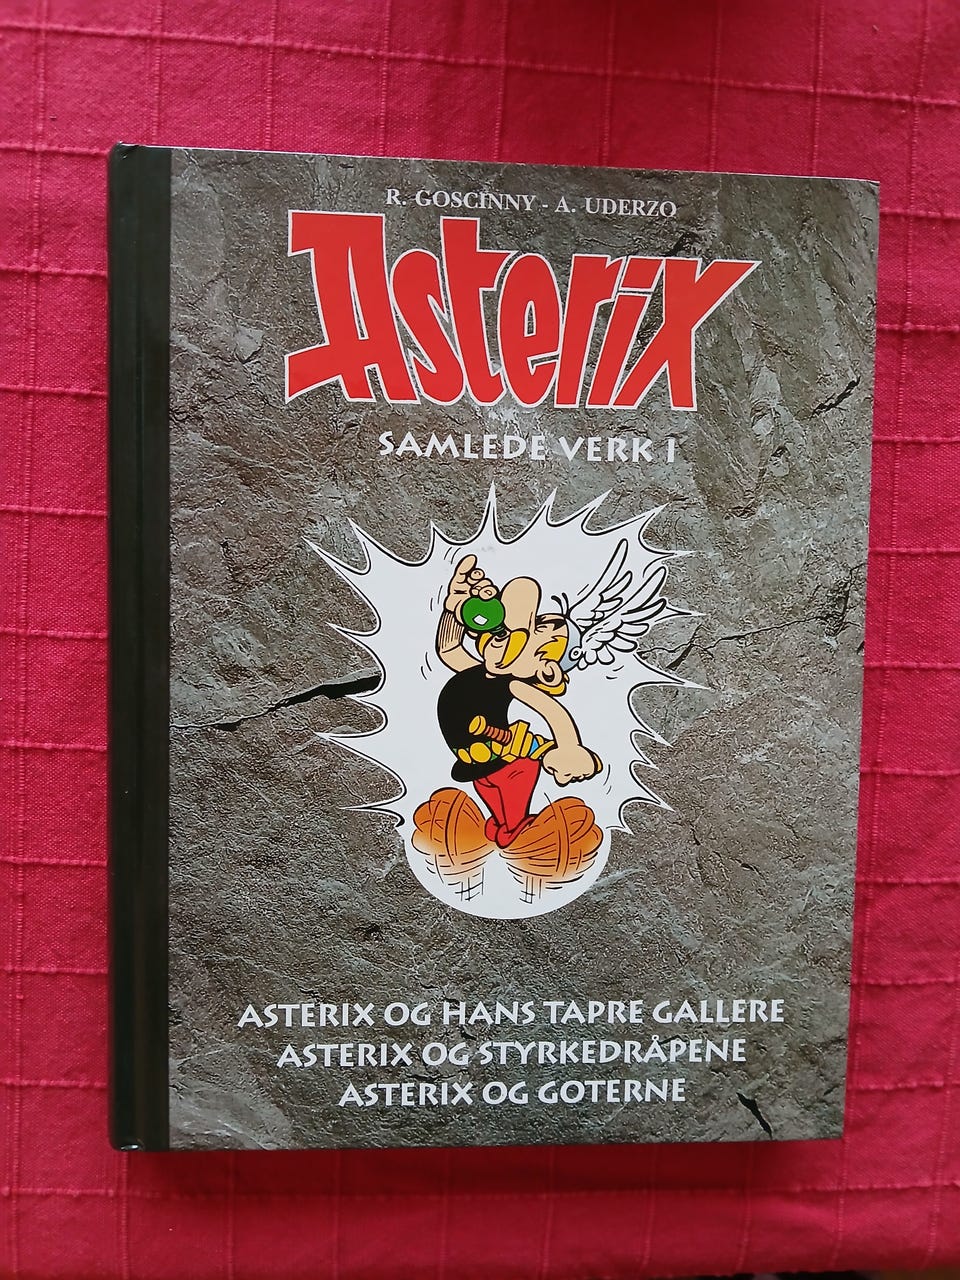 R. GOSCINNY - A. UDERZO
Asterix
SAMLEDE VERK I
ASTERIX OG HANS TAPRE GALLERE
ASTERIX OG STYRKEDRÅPENE
ASTERIX OG GOTERNE